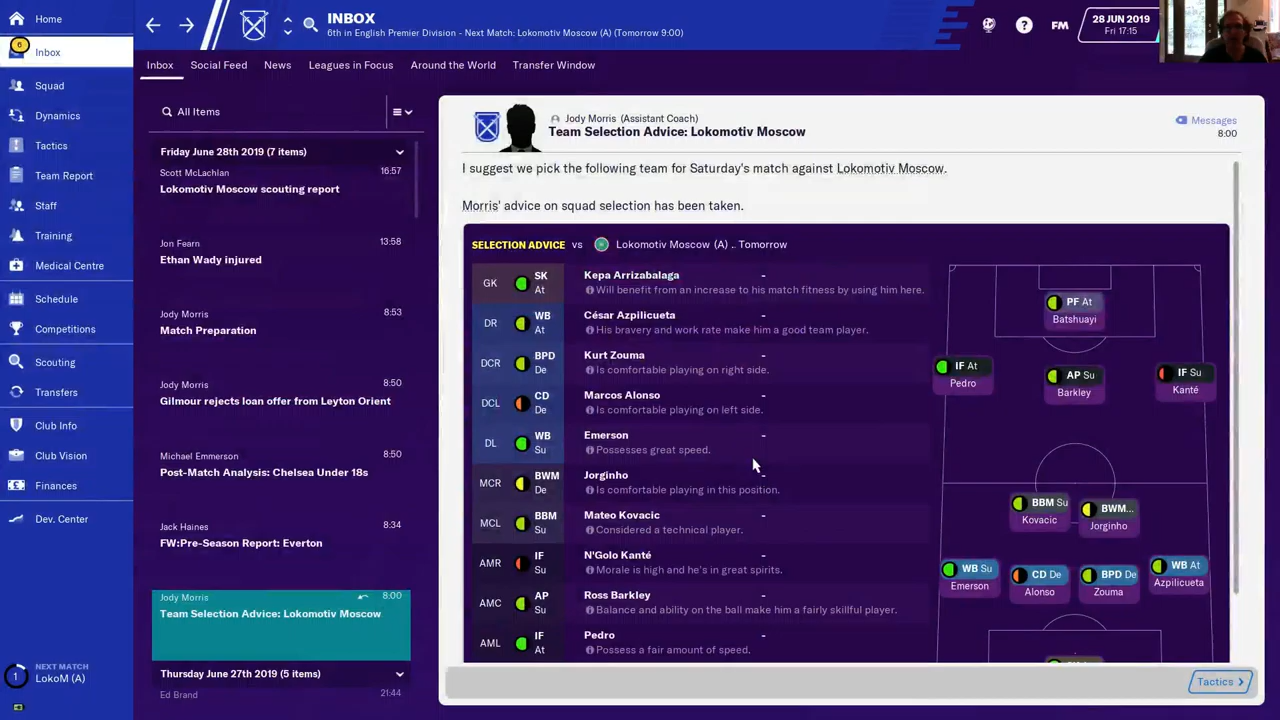 Home
Inbox
6
Squad
Dynamics
Tactics
Team Report
Staff
Training
Medical Centre
Schedule
Competitions
Scouting
Transfers
Club Info
Club Vision
Finances
Dev. Center
1
NEXT MATCH
LokoM (A)
INBOX
6th in English Premier Division - Next Match: Lokomotiv Moscow (A) (Tomorrow 9:00)
?
FM
28 JUN 2019
Fri 17:15
Inbox
Social Feed
News
Leagues in Focus
Around the World
Transfer Window
All Items
Friday June 28th 2019 (7 items)
Scott McLachlan
16:57
Lokomotiv Moscow scouting report
Jon Fearn
13:58
Ethan Wady injured
Jody Morris
8:53
Match Preparation
Jody Morris
8:50
Gilmour rejects loan offer from Leyton Orient
Michael Emmerson
8:50
Post-Match Analysis: Chelsea Under 18s
Jack Haines
8:34
FW:Pre-Season Report: Everton
Jody Morris
8:00
Team Selection Advice: Lokomotiv Moscow
Thursday June 27th 2019 (5 items)
Ed Brand
21:44
Jody Morris (Assistant Coach)
Team Selection Advice: Lokomotiv Moscow
Messages
8:00
I suggest we pick the following team for Saturday's match against Lokomotiv Moscow.
Morris' advice on squad selection has been taken.
SELECTION ADVICE vs Lokomotiv Moscow (A) .. Tomorrow
GK SK At Kepa Arrizabalaga -
Will benefit from an increase to his match fitness by using him here.
DR WB At César Azpilicueta -
His bravery and work rate make him a good team player.
DCR BPD De Kurt Zouma -
Is comfortable playing on right side.
DCL CD De Marcos Alonso -
Is comfortable playing on left side.
DL WB Su Emerson -
Possesses great speed.
MCR BWM De Jorginho -
Is comfortable playing in this position.
MCL BBM Su Mateo Kovacic -
Considered a technical player.
AMR IF Su N'Golo Kanté -
Morale is high and he's in great spirits.
AMC AP Su Ross Barkley -
Balance and ability on the ball make him a fairly skillful player.
AML IF At Pedro -
Possess a fair amount of speed.
PF At
Batshuayi
IF At
Pedro
AP Su
Barkley
IF Su
Kanté
BBM Su
Kovacic
BWM...
Jorginho
WB Su
Emerson
CD De
Alonso
BPD De
Zouma
WB At
Azpilicueta
Tactics